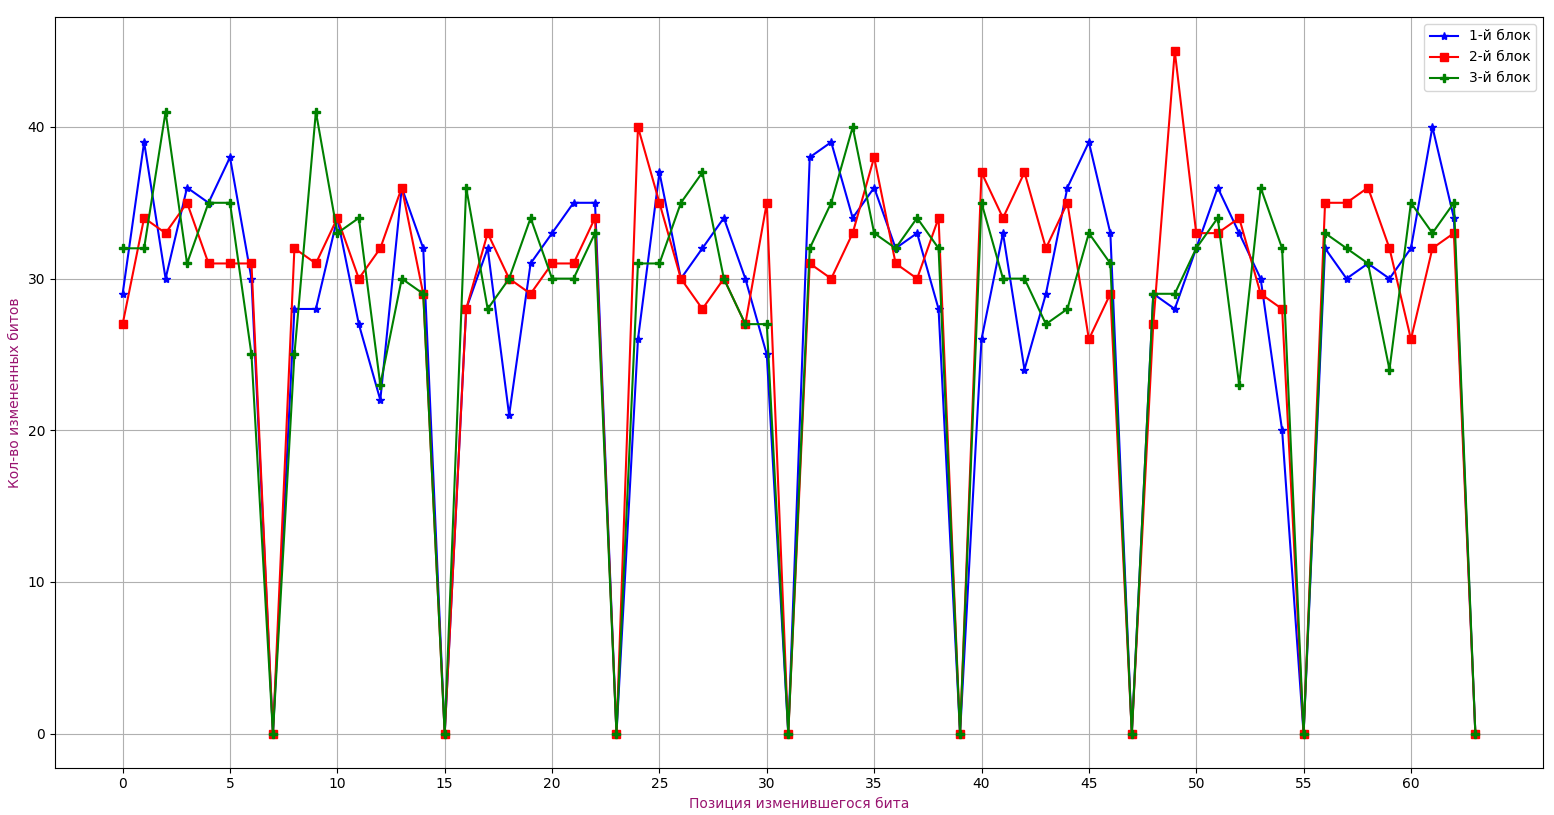 1-й блок
2-й блок
3-й блок
40
30
20
10
0
Кол-во измененных битов
0 5 10 15 20 25 30 35 40 45 50 55 60
Позиция изменившегося бита